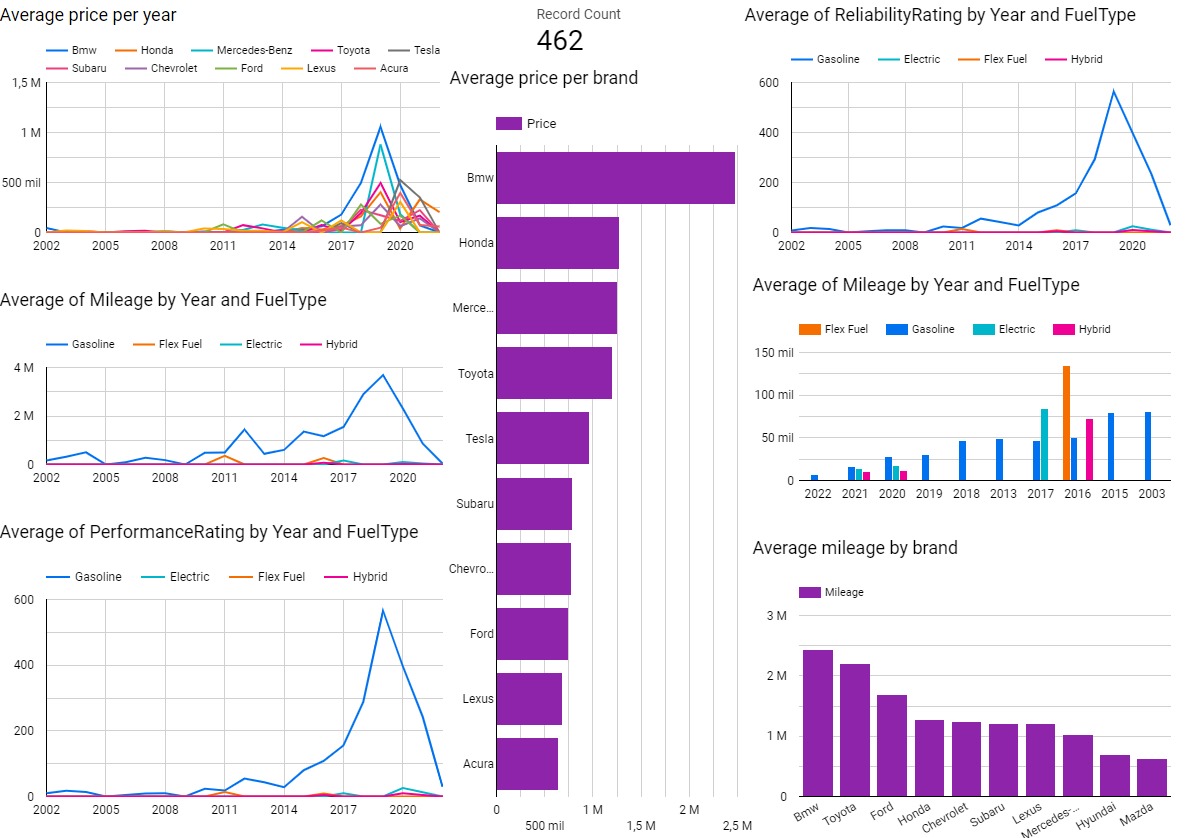 Average price per year
Bmw Honda Mercedes-Benz Toyota Tesla
Subaru Chevrolet Ford Lexus Acura
1,5 M
1 M
500 mil
0
2002 2005 2008 2011 2014 2017 2020
Average of Mileage by Year and FuelType
Gasoline Flex Fuel Electric Hybrid
4 M
2 M
0
2002 2005 2008 2011 2014 2017 2020
Average of PerformanceRating by Year and FuelType
Gasoline Electric Flex Fuel Hybrid
600
400
200
0
2002 2005 2008 2011 2014 2017 2020
Record Count
462
Average price per brand
Price
Bmw
Honda
Merce...
Toyota
Tesla
Subaru
Chevro...
Ford
Lexus
Acura
0 1 M 2 M
500 mil 1,5 M 2,5 M
Average of ReliabilityRating by Year and FuelType
Gasoline Electric Flex Fuel Hybrid
600
400
200
0
2002 2005 2008 2011 2014 2017 2020
Average of Mileage by Year and FuelType
Flex Fuel Gasoline Electric Hybrid
150 mil
100 mil
50 mil
0
2022 2021 2020 2019 2018 2013 2017 2016 2015 2003
Average mileage by brand
Mileage
3 M
2 M
1 M
0
Bmw Toyota Ford Honda Chevrolet Subaru Lexus Mercedes-... Hyundai Mazda